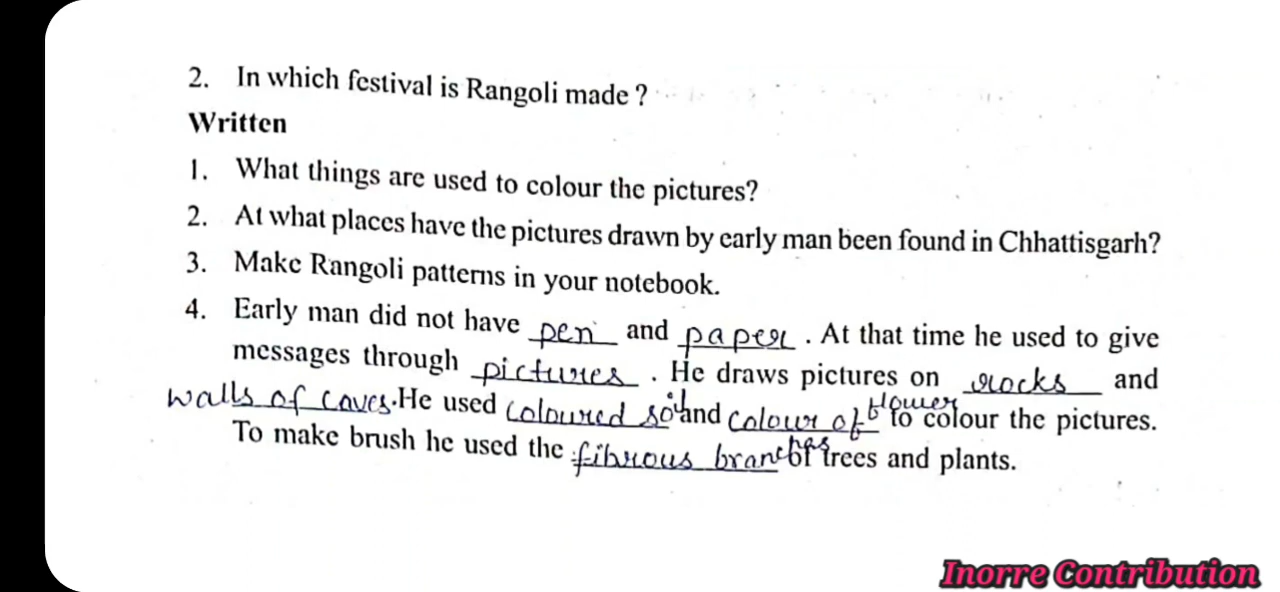 2. In which festival is Rangoli made ?
Written
1. What things are used to colour the pictures?
2. At what places have the pictures drawn by early man been found in Chhattisgarh?
3. Make Rangoli patterns in your notebook.
4. Early man did not have pen and paper . At that time he used to give
messages through pictures . He draws pictures on rocks and
walls of caves. He used coloured soil and colour of flower to colour the pictures.
To make brush he used the fibrous branches of trees and plants.
Inorre Contribution